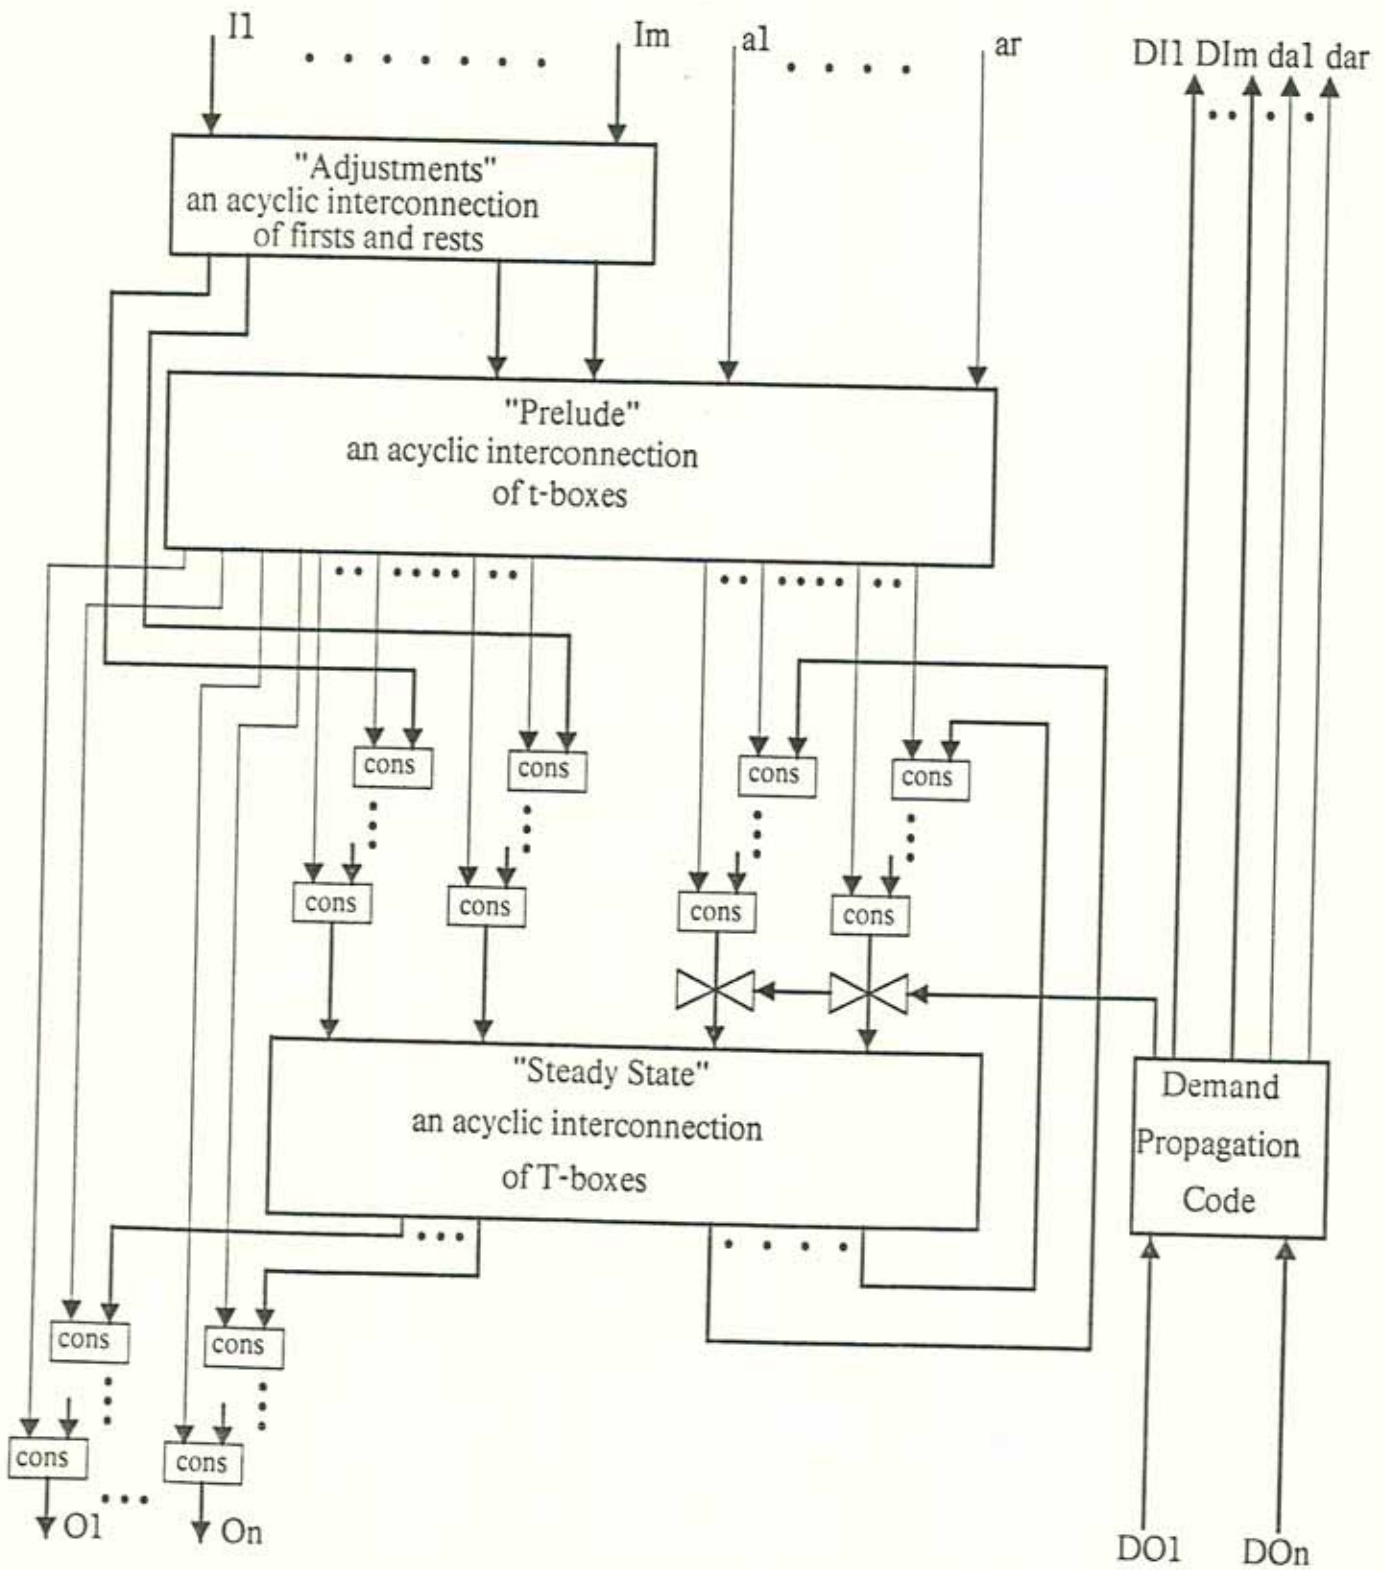 I1
Im
a1
ar
DI1 DIm da1 dar
"Adjustments"
an acyclic interconnection
of firsts and rests
"Prelude"
an acyclic interconnection
of t-boxes
cons
cons
cons
cons
cons
cons
cons
cons
"Steady State"
an acyclic interconnection
of T-boxes
Demand
Propagation
Code
cons
cons
cons
cons
O1
On
DO1
DOn